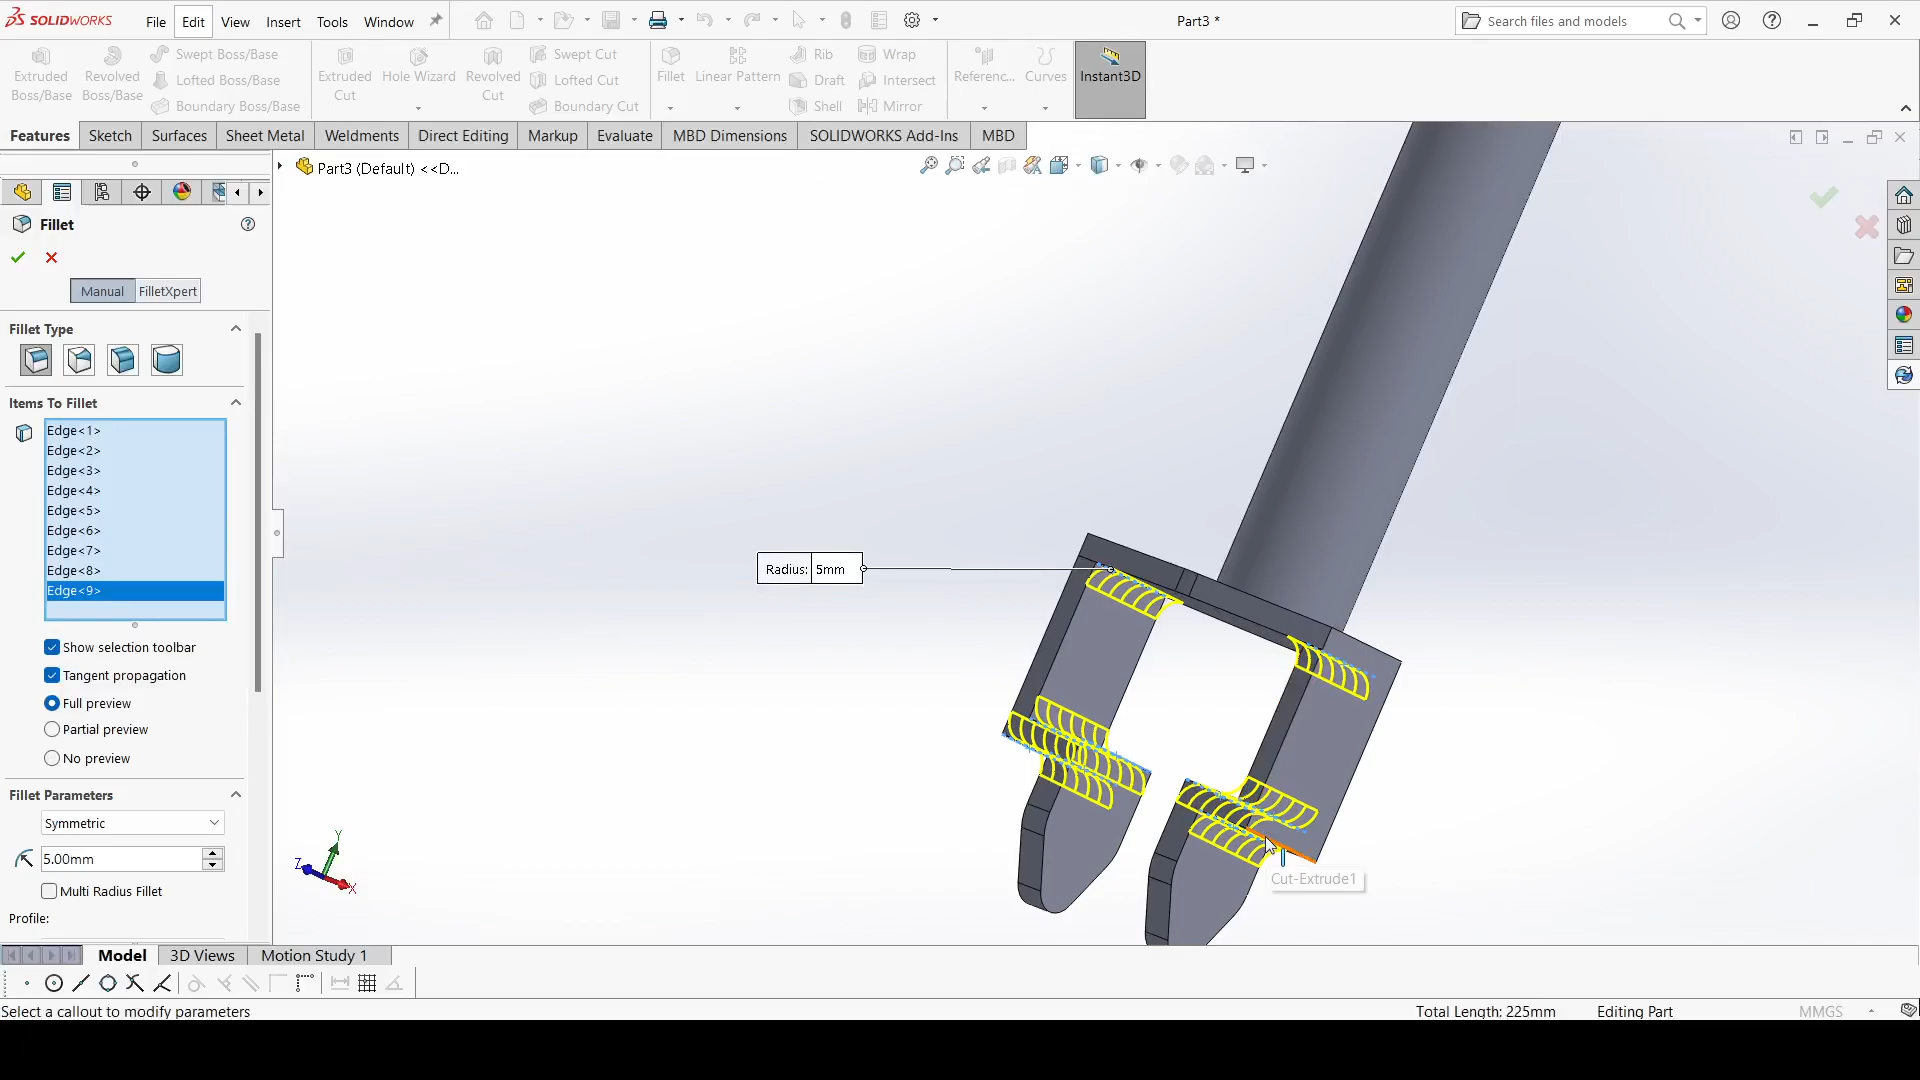 SOLIDWORKS
File Edit View Insert Tools Window
Part3 *
Search files and models
Extruded Boss/Base
Revolved Boss/Base
Swept Boss/Base
Lofted Boss/Base
Boundary Boss/Base
Extruded Cut
Hole Wizard
Revolved Cut
Swept Cut
Lofted Cut
Boundary Cut
Fillet
Linear Pattern
Rib
Draft
Shell
Wrap
Intersect
Mirror
Referenc...
Curves
Instant3D
Features Sketch Surfaces Sheet Metal Weldments Direct Editing Markup Evaluate MBD Dimensions SOLIDWORKS Add-Ins MBD
Part3 (Default) <<D...
Fillet
Manual FilletXpert
Fillet Type
Items To Fillet
Edge<1>
Edge<2>
Edge<3>
Edge<4>
Edge<5>
Edge<6>
Edge<7>
Edge<8>
Edge<9>
Show selection toolbar
Tangent propagation
Full preview
Partial preview
No preview
Fillet Parameters
Symmetric
5.00mm
Multi Radius Fillet
Profile:
Radius: 5mm
Cut-Extrude1
Y
Z
X
Model 3D Views Motion Study 1
Select a callout to modify parameters
Total Length: 225mm Editing Part MMGS